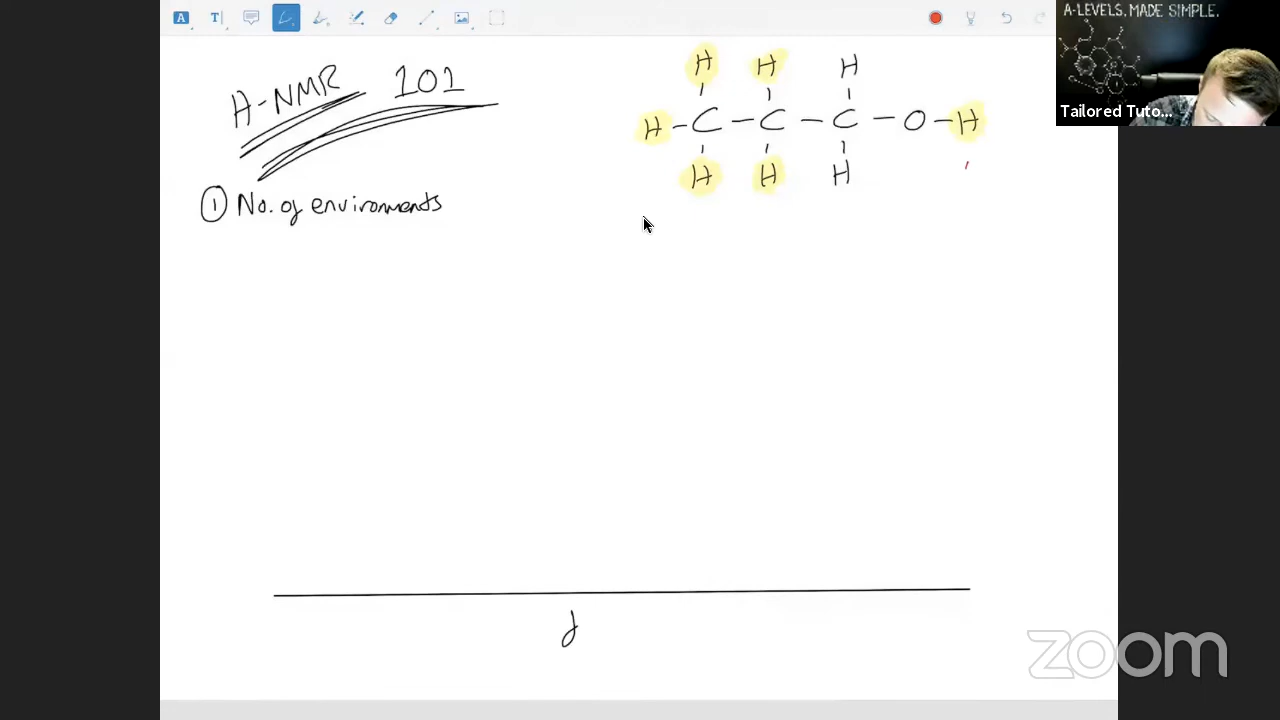 A-LEVELS. MADE SIMPLE.
Tailored Tuto...
H-NMR 101
H H H
H - C - C - C - O - H
H H H
① No. of environments
δ
zoom